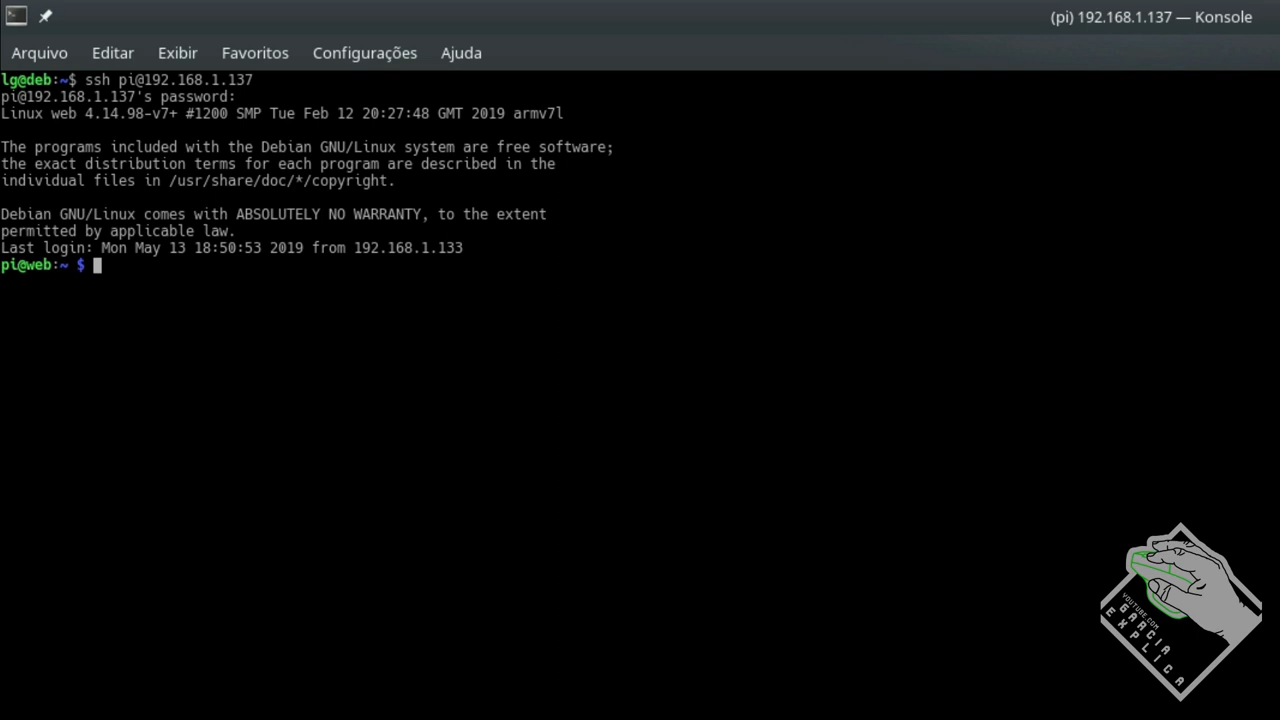 (pi) 192.168.1.137 — Konsole
Arquivo Editar Exibir Favoritos Configurações Ajuda
lg@deb:~$ ssh pi@192.168.1.137
pi@192.168.1.137's password:
Linux web 4.14.98-v7+ #1200 SMP Tue Feb 12 20:27:48 GMT 2019 armv7l
The programs included with the Debian GNU/Linux system are free software;
the exact distribution terms for each program are described in the
individual files in /usr/share/doc/*/copyright.
Debian GNU/Linux comes with ABSOLUTELY NO WARRANTY, to the extent
permitted by applicable law.
Last login: Mon May 13 18:50:53 2019 from 192.168.1.133
pi@web:~ $
YOUTUBE.COM
GARCIA
EXPLICA